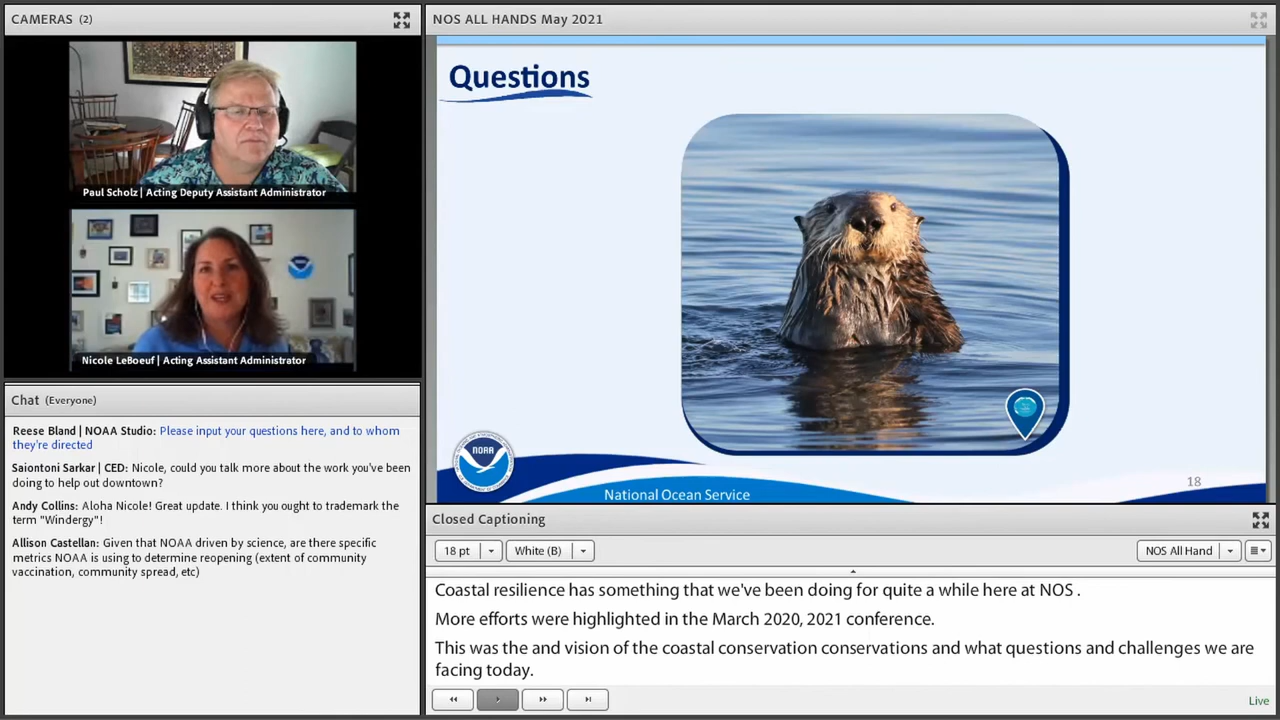 CAMERAS (2)
Paul Scholz | Acting Deputy Assistant Administrator
Nicole LeBoeuf | Acting Assistant Administrator
Chat (Everyone)
Reese Bland | NOAA Studio: Please input your questions here, and to whom
they're directed
Saiontoni Sarkar | CED: Nicole, could you talk more about the work you've been
doing to help out downtown?
Andy Collins: Aloha Nicole! Great update. I think you ought to trademark the
term "Windergy"!
Allison Castellan: Given that NOAA driven by science, are there specific
metrics NOAA is using to determine reopening (extent of community
vaccination, community spread, etc)
NOS ALL HANDS May 2021
Questions
NOAA
National Ocean Service
18
Closed Captioning
18 pt
White (B)
NOS All Hand
Coastal resilience has something that we've been doing for quite a while here at NOS .
More efforts were highlighted in the March 2020, 2021 conference.
This was the and vision of the coastal conservation conservations and what questions and challenges we are
facing today.
Live